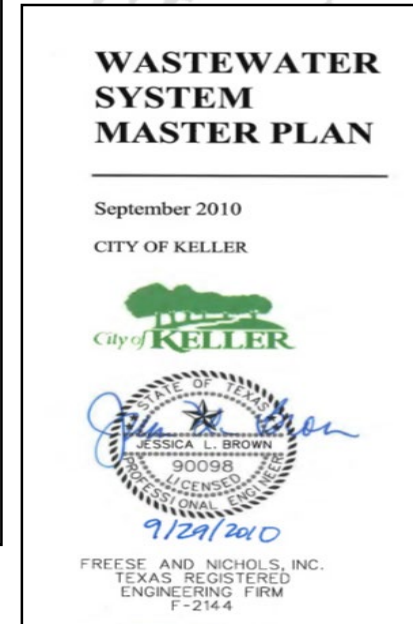 WASTEWATER
SYSTEM
MASTER PLAN
September 2010
CITY OF KELLER
City of KELLER
STATE OF TEXAS
JESSICA L. BROWN
90098
LICENSED
PROFESSIONAL ENGINEER
9/29/2010
FREESE AND NICHOLS, INC.
TEXAS REGISTERED
ENGINEERING FIRM
F-2144